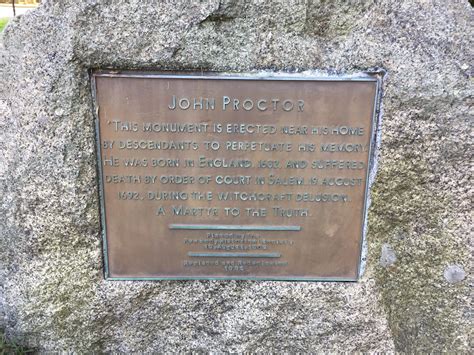 JOHN PROCTOR
"THIS MONUMENT IS ERECTED NEAR HIS HOME
BY DESCENDANTS TO PERPETUATE HIS MEMORY.
HE WAS BORN IN ENGLAND, 1632, AND SUFFERED
DEATH BY ORDER OF COURT IN SALEM, 19 AUGUST
1692, DURING THE WITCHCRAFT DELUSION.
A MARTYR TO THE TRUTH.